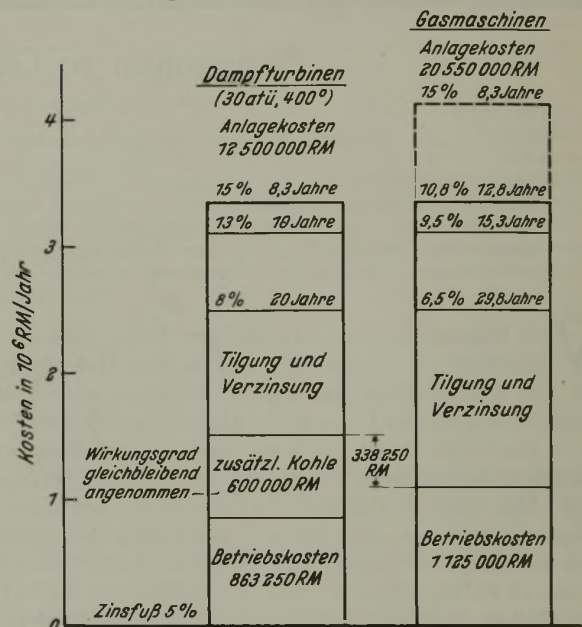 Gasmaschinen
Anlagekosten
20 550 000 RM
15% 8,3 Jahre
10,8% 12,8 Jahre
9,5% 15,3 Jahre
6,5% 29,8 Jahre
Tilgung und
Verzinsung
Betriebskosten
1 125 000 RM
Dampfturbinen
(30 atü, 400°)
Anlagekosten
12 500 000 RM
15% 8,3 Jahre
13% 10 Jahre
8% 20 Jahre
Tilgung und
Verzinsung
zusätzl. Kohle
600 000 RM
Betriebskosten
863 250 RM
338 250
RM
Wirkungsgrad
gleichbleibend
angenommen
Zinsfuß 5%
Kosten in 10⁶ RM/Jahr
4
3
2
1
0